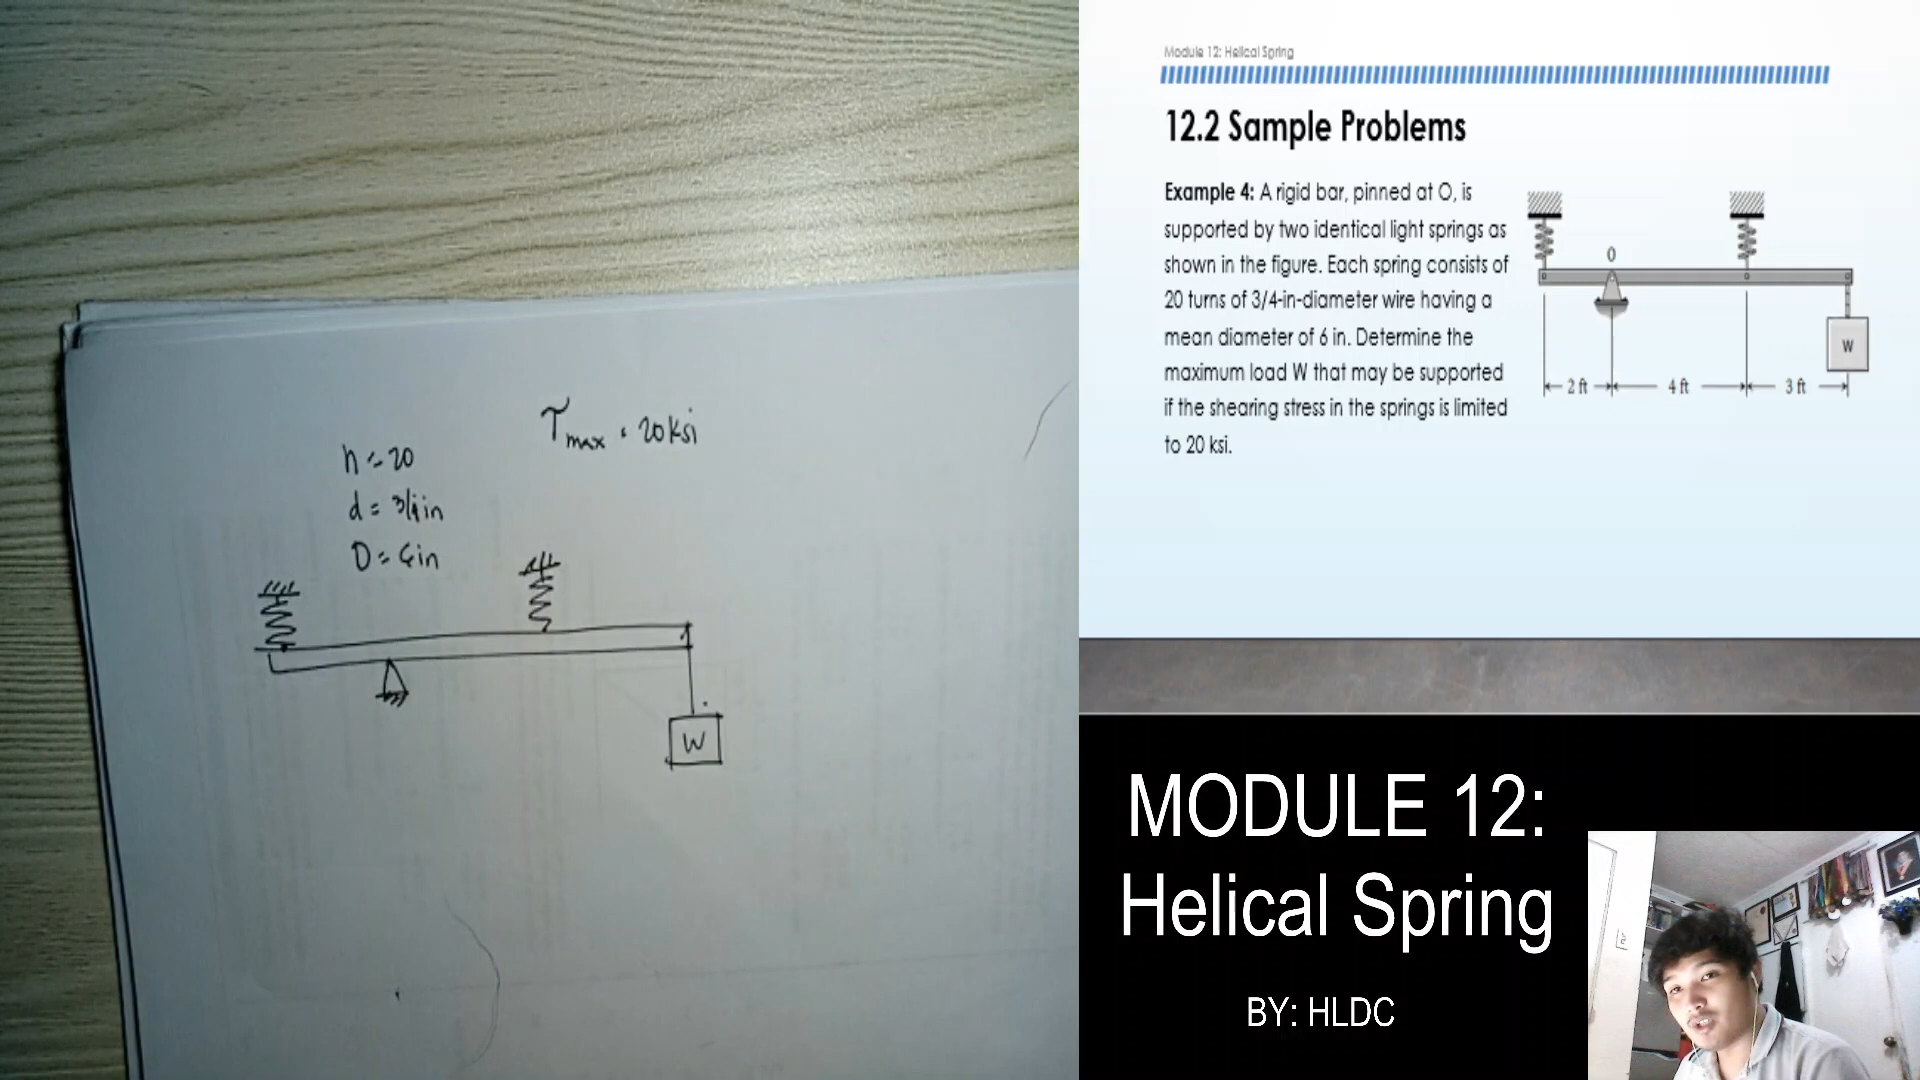 n = 20
d = 3/4 in
D = 6 in
τmax = 20 ksi
W
Module 12: Helical Spring
12.2 Sample Problems
Example 4: A rigid bar, pinned at O, is
supported by two identical light springs as
shown in the figure. Each spring consists of
20 turns of 3/4-in-diameter wire having a
mean diameter of 6 in. Determine the
maximum load W that may be supported
if the shearing stress in the springs is limited
to 20 ksi.
O
W
2 ft
4 ft
3 ft
MODULE 12:
Helical Spring
BY: HLDC